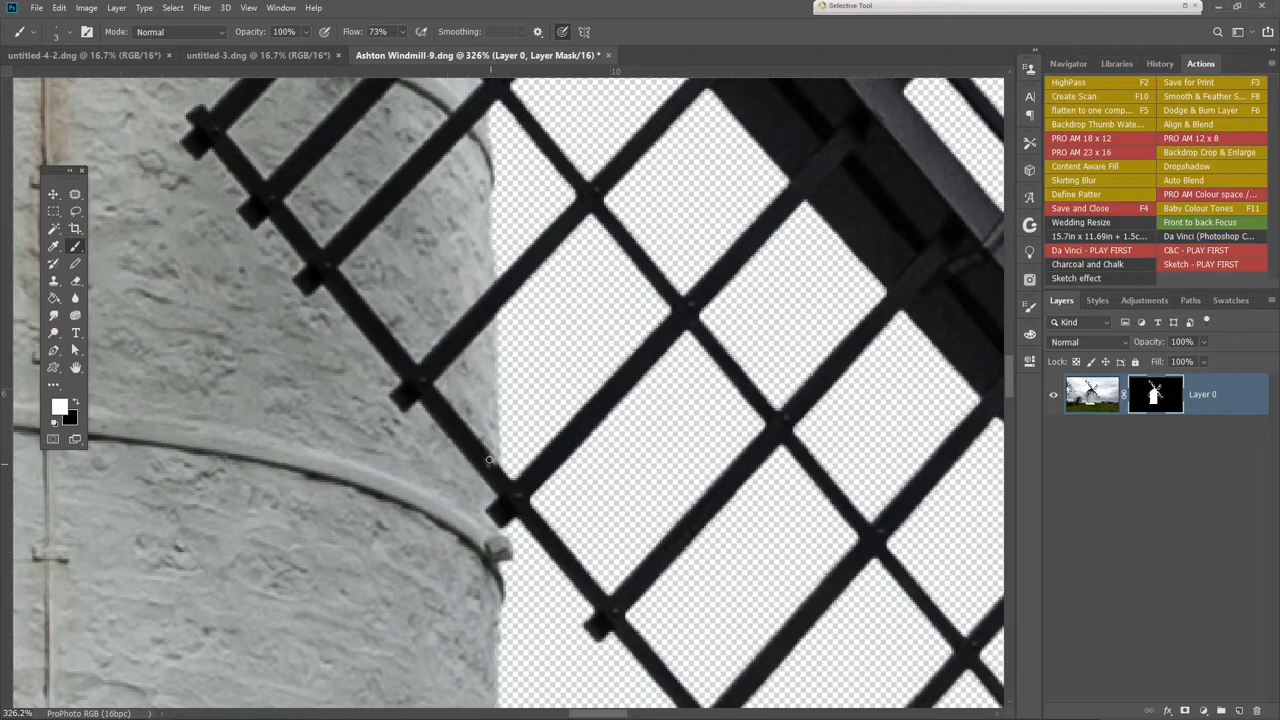 Ps File Edit Image Layer Type Select Filter 3D View Window Help
Selective Tool
3 Mode: Normal Opacity: 100% Flow: 73% Smoothing:
untitled-4-2.dng @ 16.7% (RGB/16*) × untitled-3.dng @ 16.7% (RGB/16*) × Ashton Windmill-9.dng @ 326% (Layer 0, Layer Mask/16) * ×
10
6
Navigator Libraries History Actions
HighPass F2 Save for Print F3
Create Scan F10 Smooth & Feather S... F8
flatten to one comp... F5 Dodge & Burn Layer F6
Backdrop Thumb Wate... Align & Blend
PRO AM 18 x 12 PRO AM 12 x 8
PRO AM 23 x 16 Backdrop Crop & Enlarge
Content Aware Fill Dropshadow
Skirting Blur Auto Blend
Define Patter PRO AM Colour space /...
Save and Close F4 Baby Colour Tones F11
Wedding Resize Front to back Focus
15.7in x 11.69in + 1.5c... Da Vinci (Photoshop C...
Da Vinci - PLAY FIRST C&C - PLAY FIRST
Charcoal and Chalk Sketch - PLAY FIRST
Sketch effect
Layers Styles Adjustments Paths Swatches
Kind
Normal Opacity: 100%
Lock: Fill: 100%
Layer 0
326.2% ProPhoto RGB (16bpc)